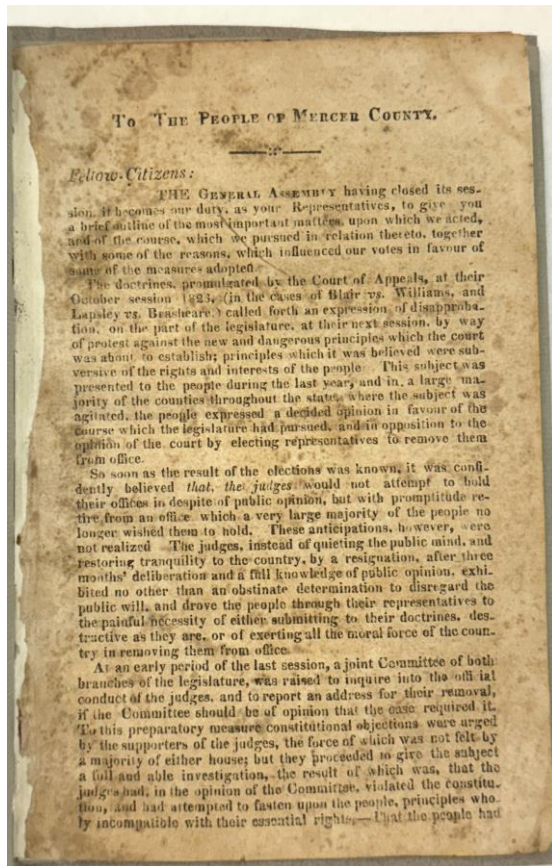 TO THE PEOPLE OF MERCER COUNTY.
Fellow-Citizens:
THE GENERAL ASSEMBLY having closed its ses-
sion, it becomes our duty, as your Representatives, to give you
a brief outline of the most important matters, upon which we acted,
and of the course, which we pursued in relation thereto, together
with some of the reasons, which influenced our votes in favour of
some of the measures adopted.
The doctrines, promulgated by the Court of Appeals, at their
October session 1823, (in the cases of Blair vs. Williams, and
Lapsley vs. Brasheare.) called forth an expression of disapproba-
tion, on the part of the legislature, at their next session, by way
of protest against the new and dangerous principles which the court
was about to establish; principles which it was believed were sub-
versive of the rights and interests of the people. This subject was
presented to the people during the last year, and in, a large ma-
jority of the counties throughout the state, where the subject was
agitated, the people expressed a decided opinion in favour of the
course which the legislature had pursued, and in opposition to the
opinion of the court by electing representatives to remove them
from office.
So soon as the result of the elections was known, it was confi-
dently believed that, the judges would not attempt to hold
their offices in despite of public opinion, but with promptitude re-
tire from an office which a very large majority of the people no
longer wished them to hold. These anticipations, however, were
not realized. The judges, instead of quieting the public mind, and
restoring tranquility to the country, by a resignation, after three
months' deliberation and a full knowledge of public opinion, exhi-
bited no other than an obstinate determination to disregard the
public will, and drove the people through their representatives to
the painful necessity of either submitting to their doctrines, des-
tructive as they are, or of exerting all the moral force of the coun-
try in removing them from office.
At an early period of the last session, a joint Committee of both
branches of the legislature, was raised to inquire into the official
conduct of the judges, and to report an address for their removal,
if the Committee should be of opinion that the case required it.
To this preparatory measure constitutional objections were urged
by the supporters of the judges, the force of which was not felt by
a majority of either house; but they proceeded to give the subject
a full and able investigation, the result of which was, that the
judges had, in the opinion of the Committee, violated the constitu-
tion, and had attempted to fasten upon the people, principles who-
ly incompatible with their essential rights,—That the people had